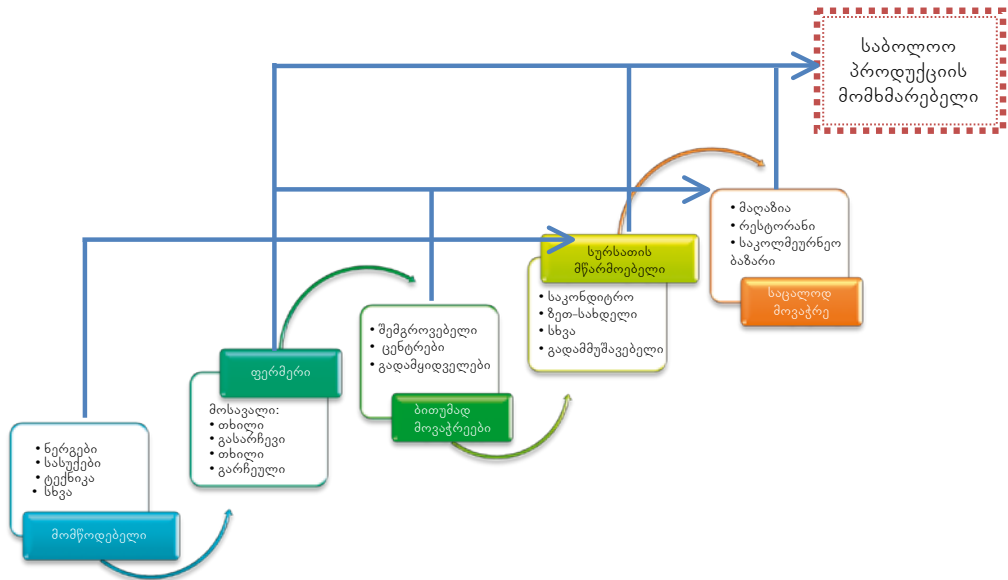 საბოლოო
პროდუქციის
მომხმარებელი
• მაღაზია
• რესტორანი
• საკოლმეურნეო
ბაზარი
საცალოდ
მოვაჭრე
სურსათის
მწარმოებელი
• საკონდიტრო
• ზეთ-სახდელი
• სხვა
• გადამმუშავებელი
• შემგროვებელი
• ცენტრები
• გადამყიდველები
ბითუმად
მოვაჭრეები
ფერმერი
მოსავალი:
• თხილი
• გასარჩევი
• თხილი
• გარჩეული
• ნერგები
• სასუქები
• ტექნიკა
• სხვა
მომწოდებელი